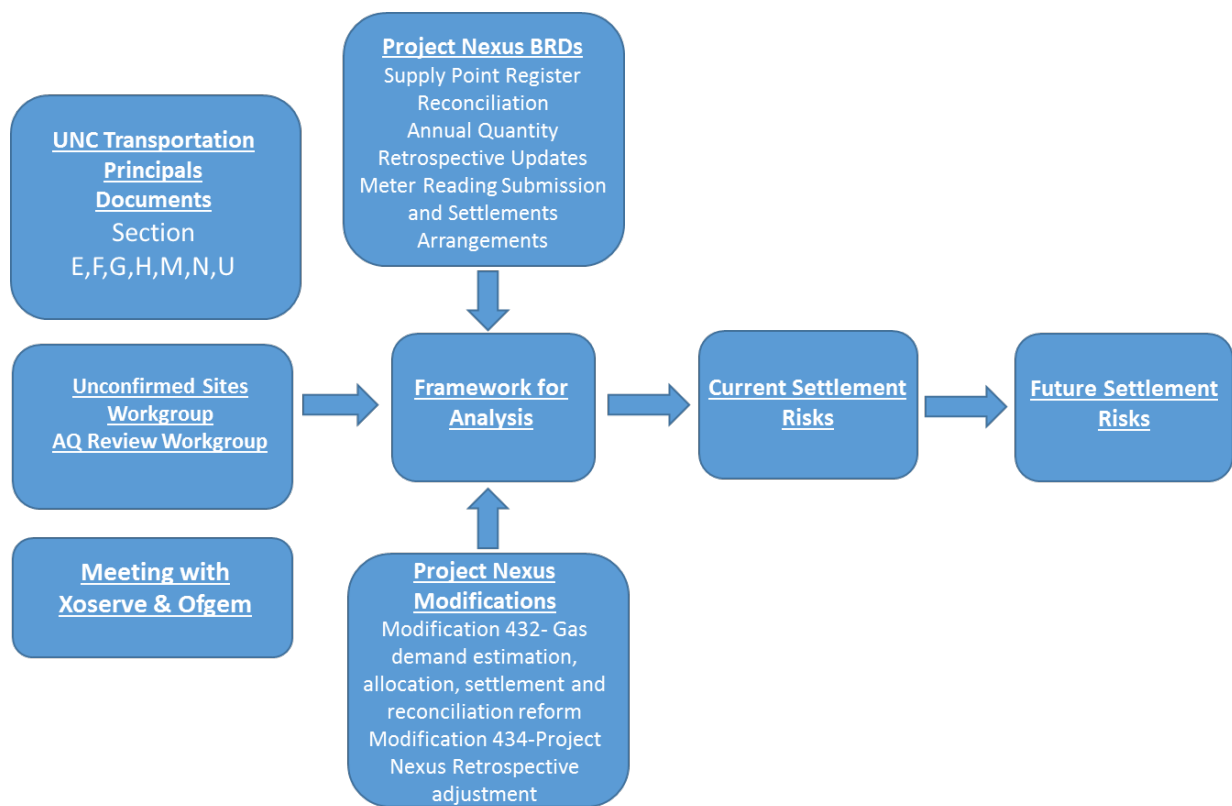 UNC Transportation
Principals
Documents
Section
E,F,G,H,M,N,U
Unconfirmed Sites
Workgroup
AQ Review Workgroup
Meeting with
Xoserve & Ofgem
Project Nexus BRDs
Supply Point Register
Reconciliation
Annual Quantity
Retrospective Updates
Meter Reading Submission
and Settlements
Arrangements
Framework for
Analysis
Project Nexus
Modifications
Modification 432- Gas
demand estimation,
allocation, settlement and
reconciliation reform
Modification 434-Project
Nexus Retrospective
adjustment
Current Settlement
Risks
Future Settlement
Risks